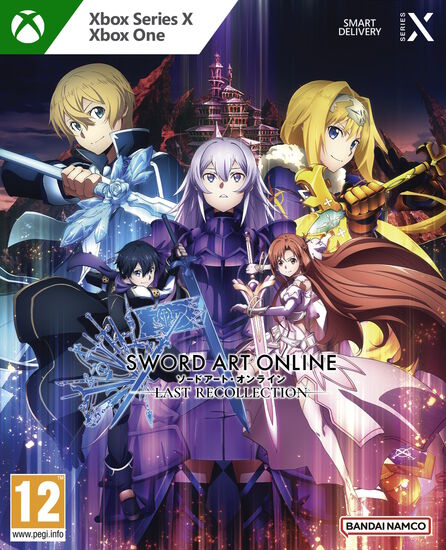 Xbox Series X
Xbox One
SMART
DELIVERY
SERIES
X
SWORD ART ONLINE
ソードアート・オンライン
LAST RECOLLECTION
12
www.pegi.info
BANDAI NAMCO